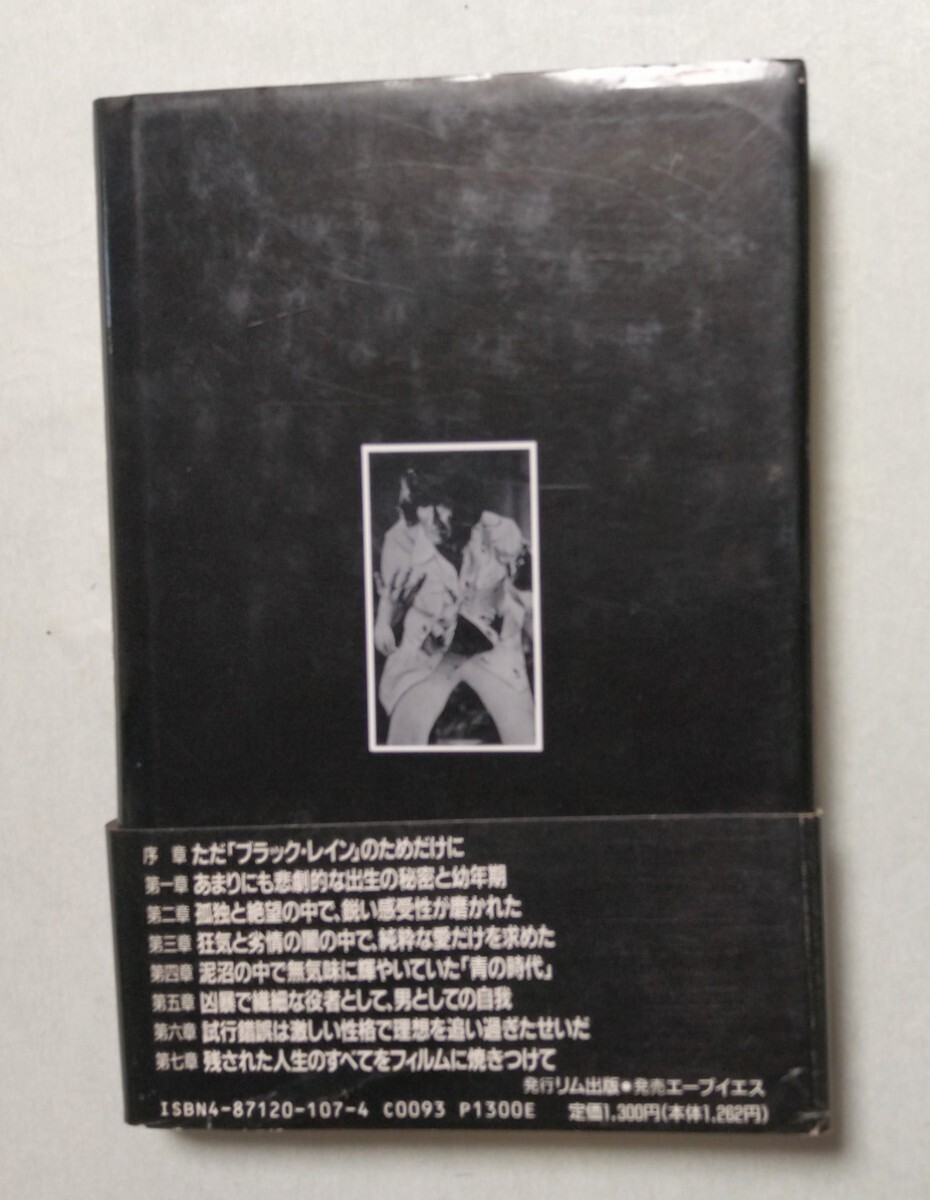 序章 ただ「ブラック・レイン」のためだけに
第一章 あまりにも悲劇的な出生の秘密と幼年期
第二章 孤独と絶望の中で、鋭い感受性が磨かれた
第三章 狂気と劣情の闇の中で、純粋な愛だけを求めた
第四章 泥沼の中で無気味に輝やいていた「青の時代」
第五章 凶暴で繊細な役者として、男としての自我
第六章 試行錯誤は激しい性格で理想を追い過ぎたせいだ
第七章 残された人生のすべてをフィルムに焼きつけて
発行リム出版●発売エーブイエス
ISBN4-87120-107-4 C0093 P1300E 定価1,300円(本体1,262円)